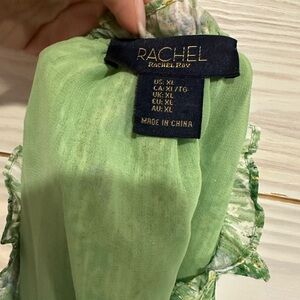 RACHEL
RACHEL ROY
US: XL
CA: XL/TG
UK: XL
EU: XL
AU: XL
MADE IN CHINA